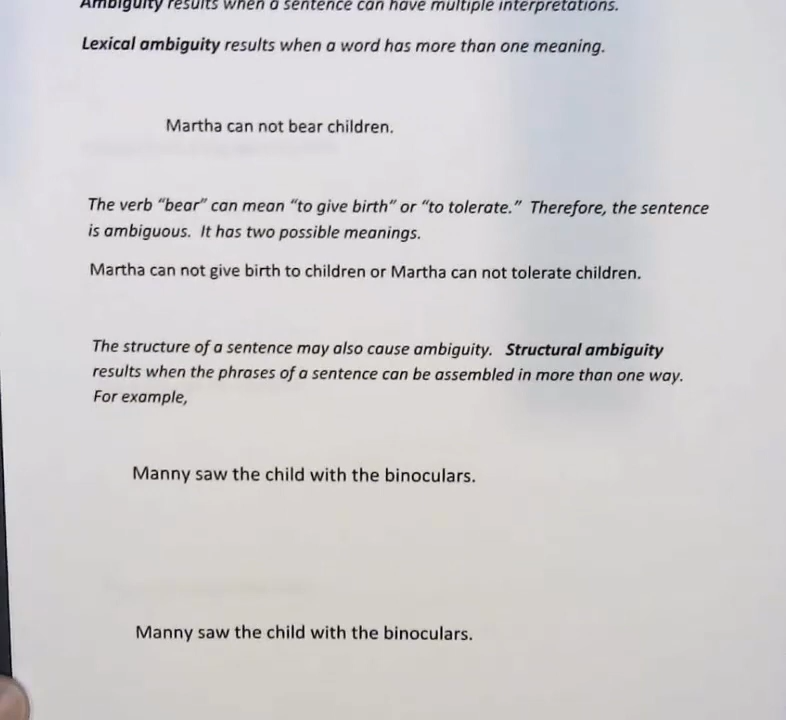 Ambiguity results when a sentence can have multiple interpretations.
Lexical ambiguity results when a word has more than one meaning.
Martha can not bear children.
The verb “bear” can mean “to give birth” or “to tolerate.”  Therefore, the sentence
is ambiguous.  It has two possible meanings.
Martha can not give birth to children or Martha can not tolerate children.
The structure of a sentence may also cause ambiguity.   Structural ambiguity
results when the phrases of a sentence can be assembled in more than one way.
For example,
Manny saw the child with the binoculars.
Manny saw the child with the binoculars.